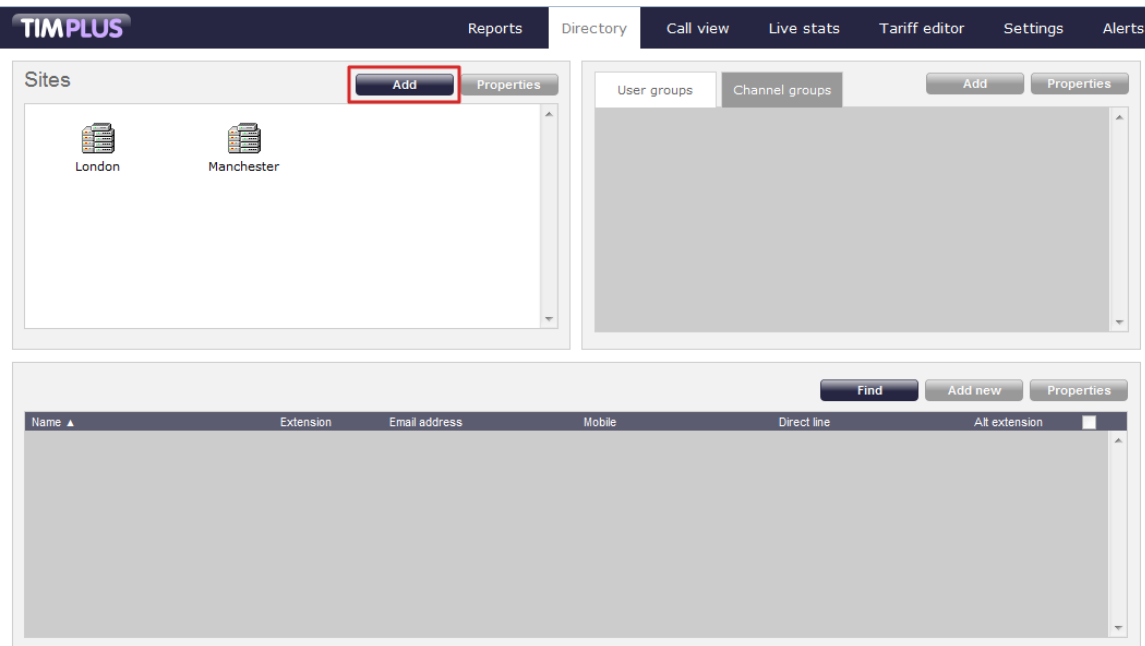 TIMPLUS Reports Directory Call view Live stats Tariff editor Settings Alerts
Sites Add Properties
User groups Channel groups Add Properties
London Manchester
Find Add new Properties
Name ▲ Extension Email address Mobile Direct line Alt extension